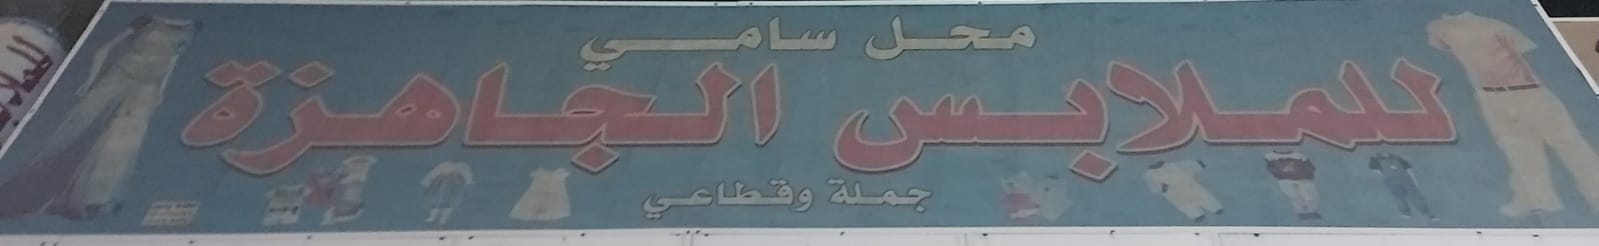 محل سامي
للملابس الجاهزة
جملة وقطاعي